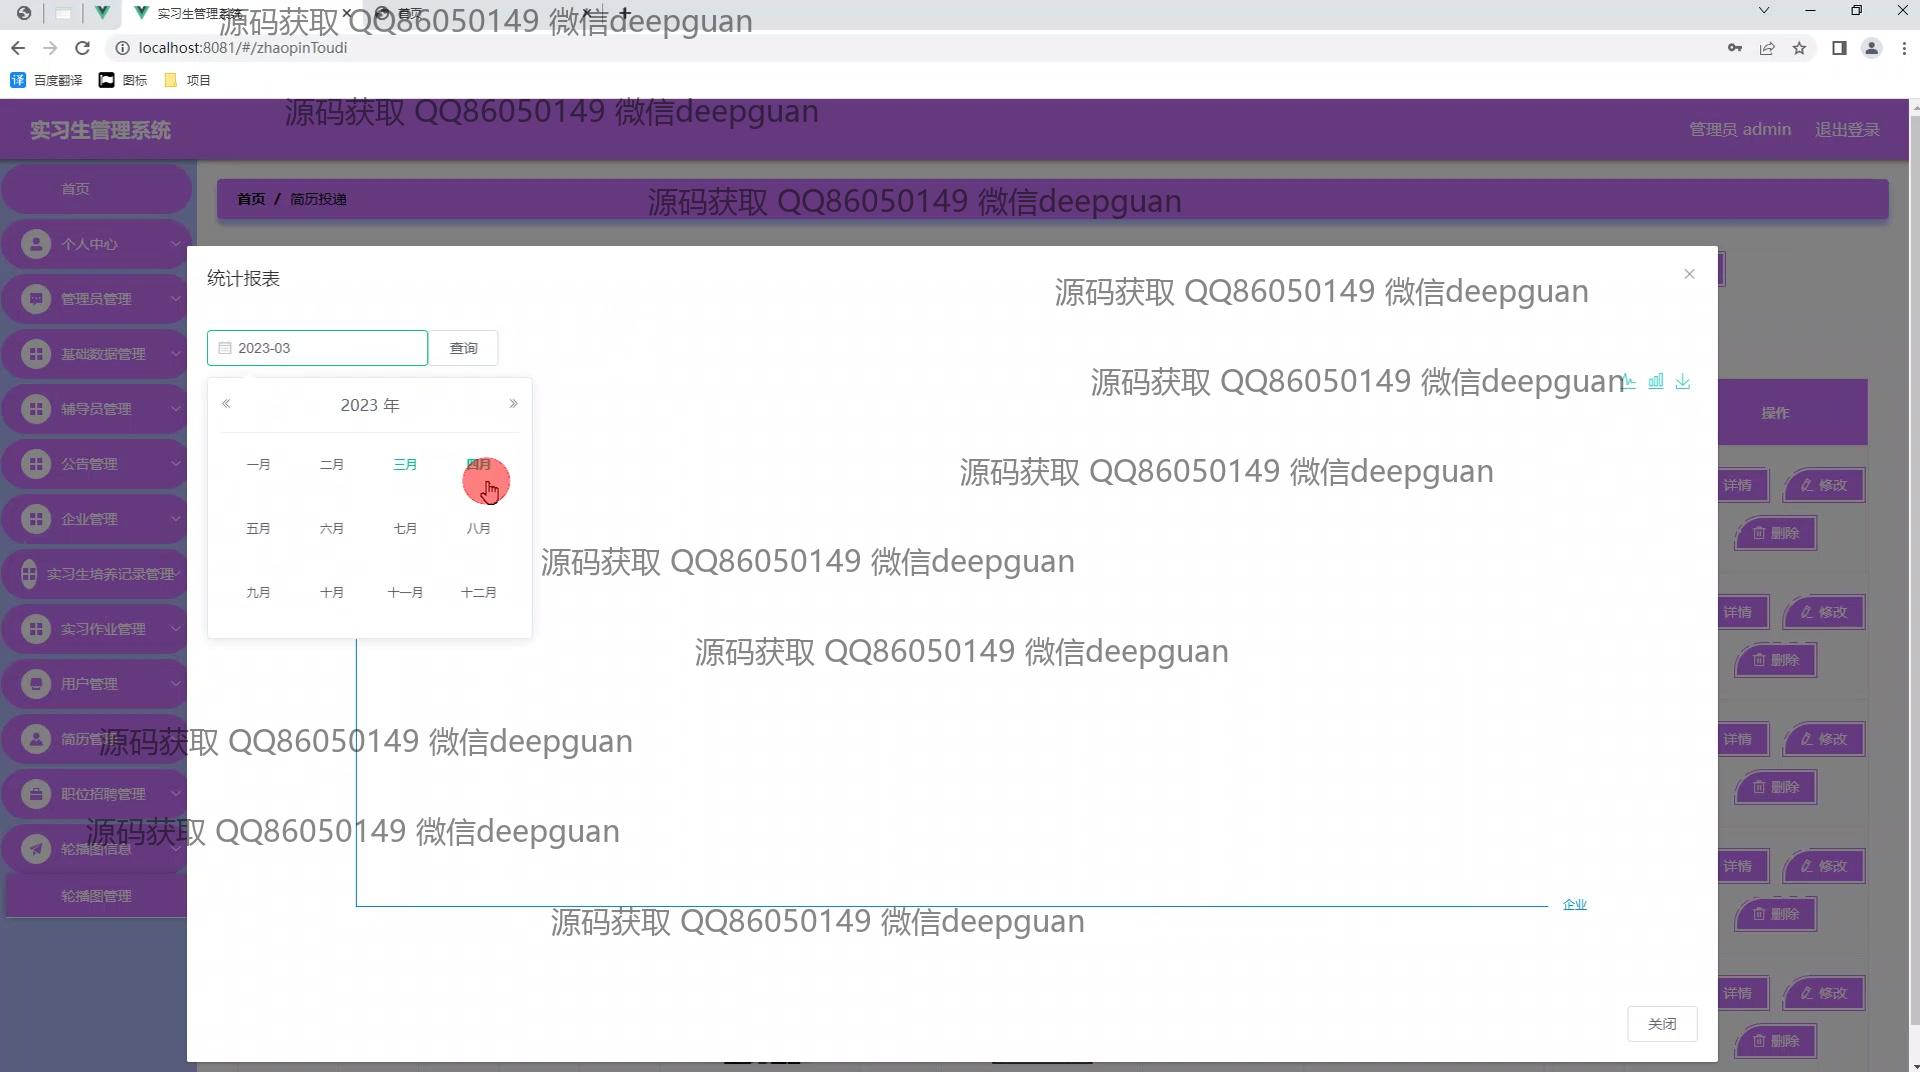 实习生管理系统
首页
源码获取 QQ86050149 微信deepguan
localhost:8081/#/zhaopinToudi
百度翻译
图标
项目
源码获取 QQ86050149 微信deepguan
实习生管理系统
管理员 admin
退出登录
首页
首页 / 简历投递
源码获取 QQ86050149 微信deepguan
个人中心
管理员管理
基础数据管理
辅导员管理
公告管理
企业管理
实习生培养记录管理
实习作业管理
用户管理
简历管理
职位招聘管理
轮播图信息
轮播图管理
统计报表
源码获取 QQ86050149 微信deepguan
2023-03
查询
源码获取 QQ86050149 微信deepguan
2023 年
一月 二月 三月 四月
五月 六月 七月 八月
九月 十月 十一月 十二月
源码获取 QQ86050149 微信deepguan
源码获取 QQ86050149 微信deepguan
源码获取 QQ86050149 微信deepguan
源码获取 QQ86050149 微信deepguan
源码获取 QQ86050149 微信deepguan
企业
源码获取 QQ86050149 微信deepguan
关闭
操作
详情 修改
删除
详情 修改
删除
详情 修改
删除
详情 修改
删除
详情 修改
删除